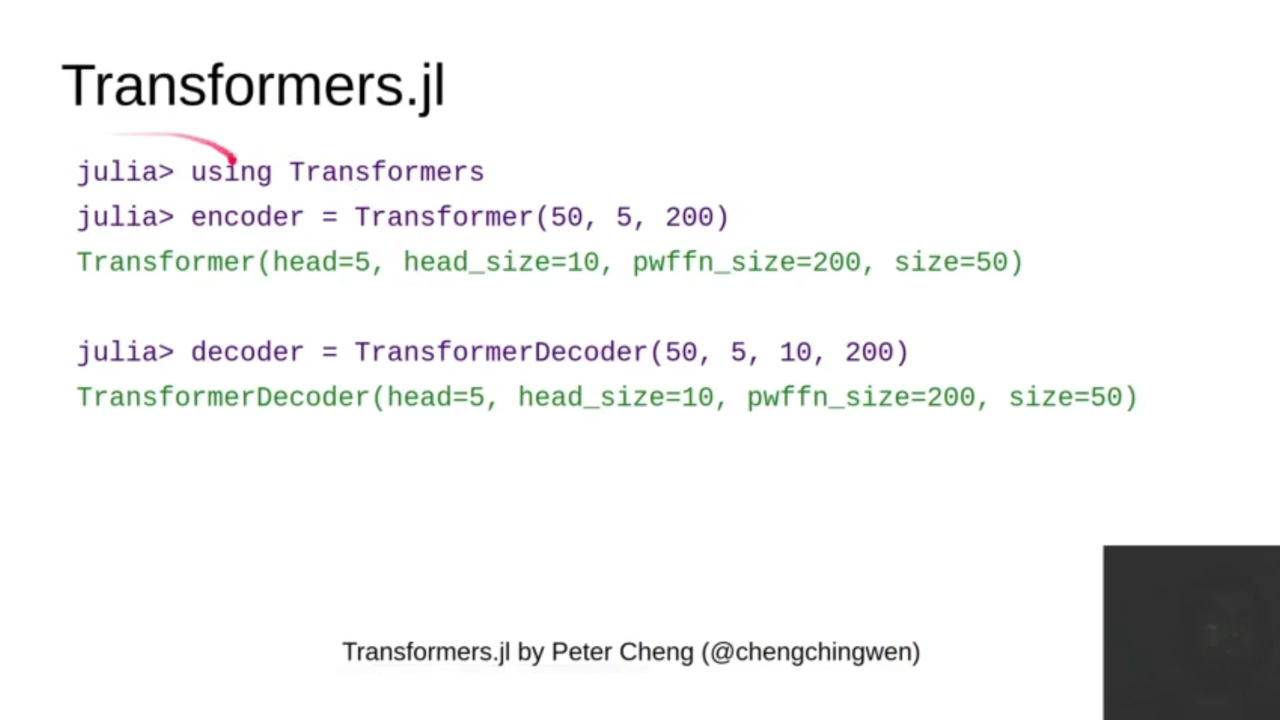 Transformers.jl
julia> using Transformers
julia> encoder = Transformer(50, 5, 200)
Transformer(head=5, head_size=10, pwffn_size=200, size=50)
julia> decoder = TransformerDecoder(50, 5, 10, 200)
TransformerDecoder(head=5, head_size=10, pwffn_size=200, size=50)
Transformers.jl by Peter Cheng (@chengchingwen)